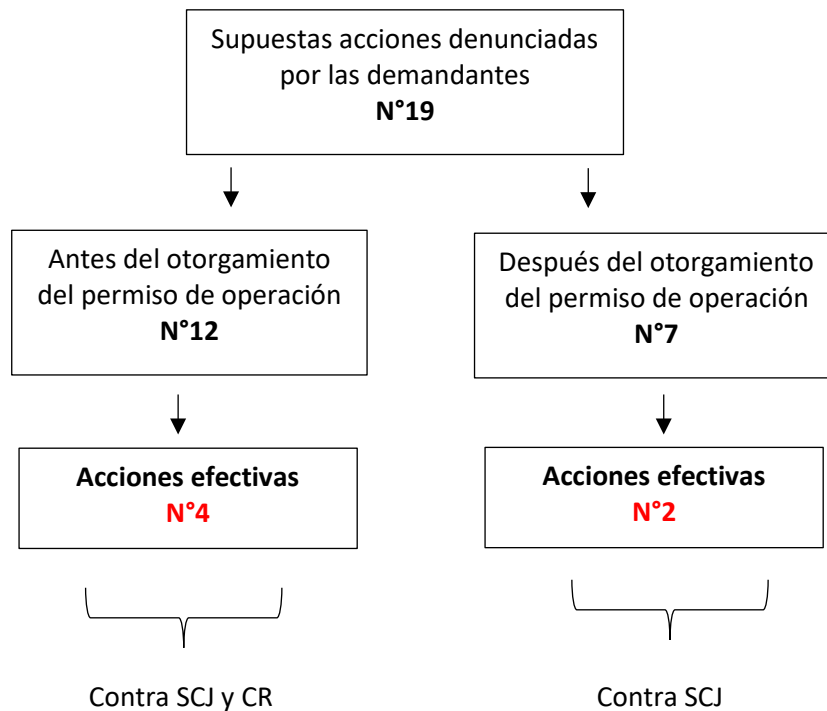 Supuestas acciones denunciadas
por las demandantes
N°19
Antes del otorgamiento
del permiso de operación
N°12
Después del otorgamiento
del permiso de operación
N°7
Acciones efectivas
N°4
Acciones efectivas
N°2
Contra SCJ y CR
Contra SCJ